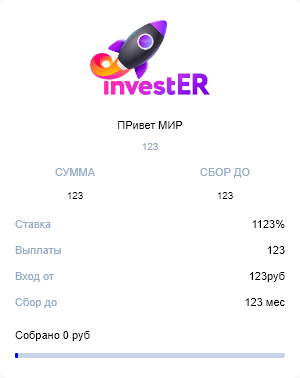 investER
ПРивет МИР
123
СУММА СБОР ДО
123 123
Ставка 1123%
Выплаты 123
Вход от 123руб
Сбор до 123 мес
Собрано 0 руб